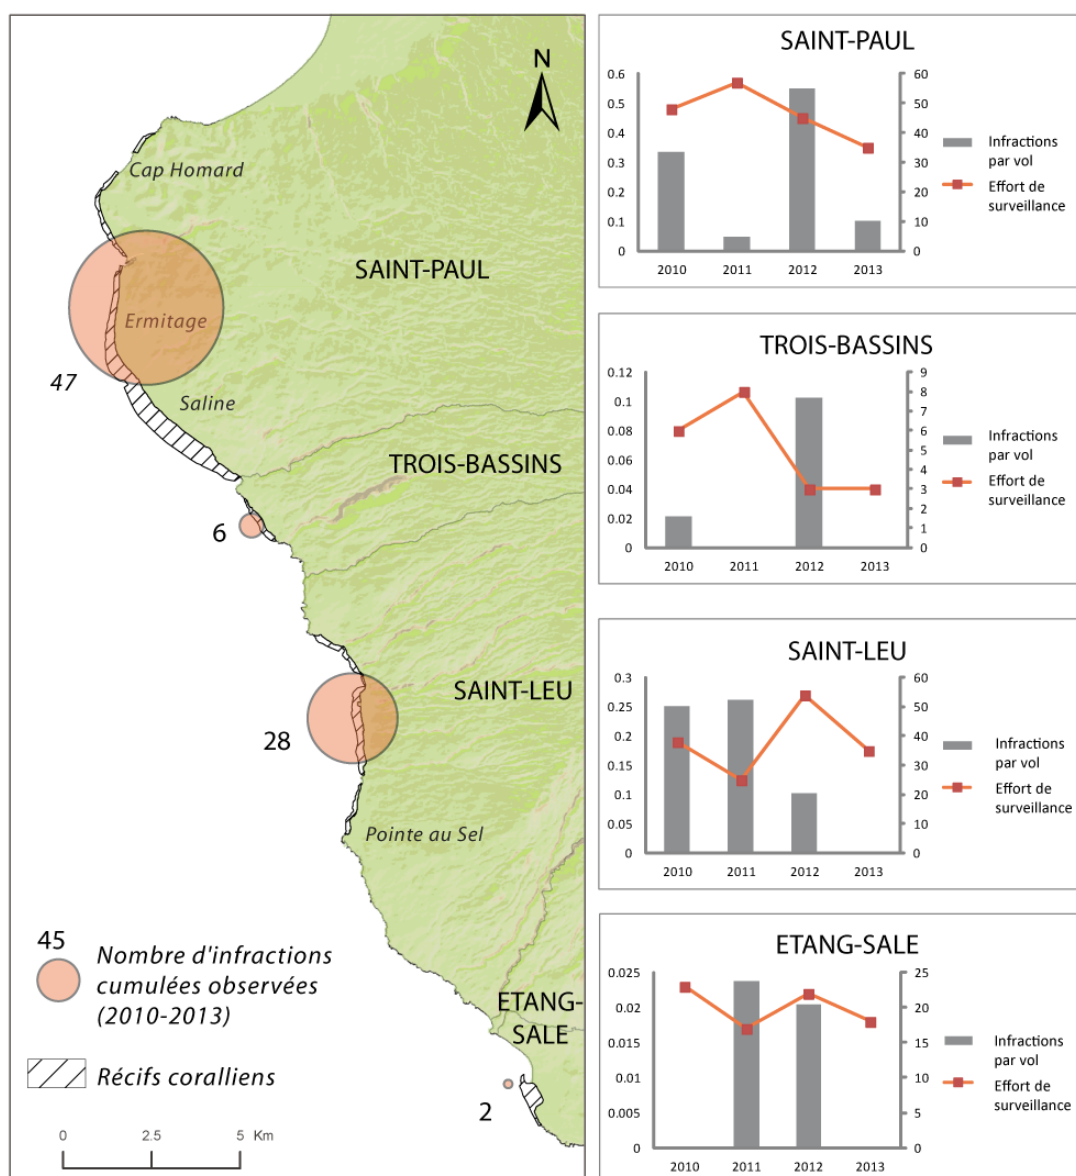 N
Cap Homard
SAINT-PAUL
Ermitage
47
Saline
TROIS-BASSINS
6
SAINT-LEU
28
Pointe au Sel
45
Nombre d'infractions
cumulées observées
(2010-2013)
ETANG-
SALE
Récifs coralliens
2
0 2.5 5 Km
SAINT-PAUL
0.6
0.5
0.4
0.3
0.2
0.1
0
60
50
40
30
20
10
0
2010 2011 2012 2013
Infractions
par vol
Effort de
surveillance
TROIS-BASSINS
0.12
0.1
0.08
0.06
0.04
0.02
0
9
8
7
6
5
4
3
2
1
0
2010 2011 2012 2013
Infractions
par vol
Effort de
surveillance
SAINT-LEU
0.3
0.25
0.2
0.15
0.1
0.05
0
60
50
40
30
20
10
0
2010 2011 2012 2013
Infractions
par vol
Effort de
surveillance
ETANG-SALE
0.025
0.02
0.015
0.01
0.005
0
25
20
15
10
5
0
2010 2011 2012 2013
Infractions
par vol
Effort de
surveillance